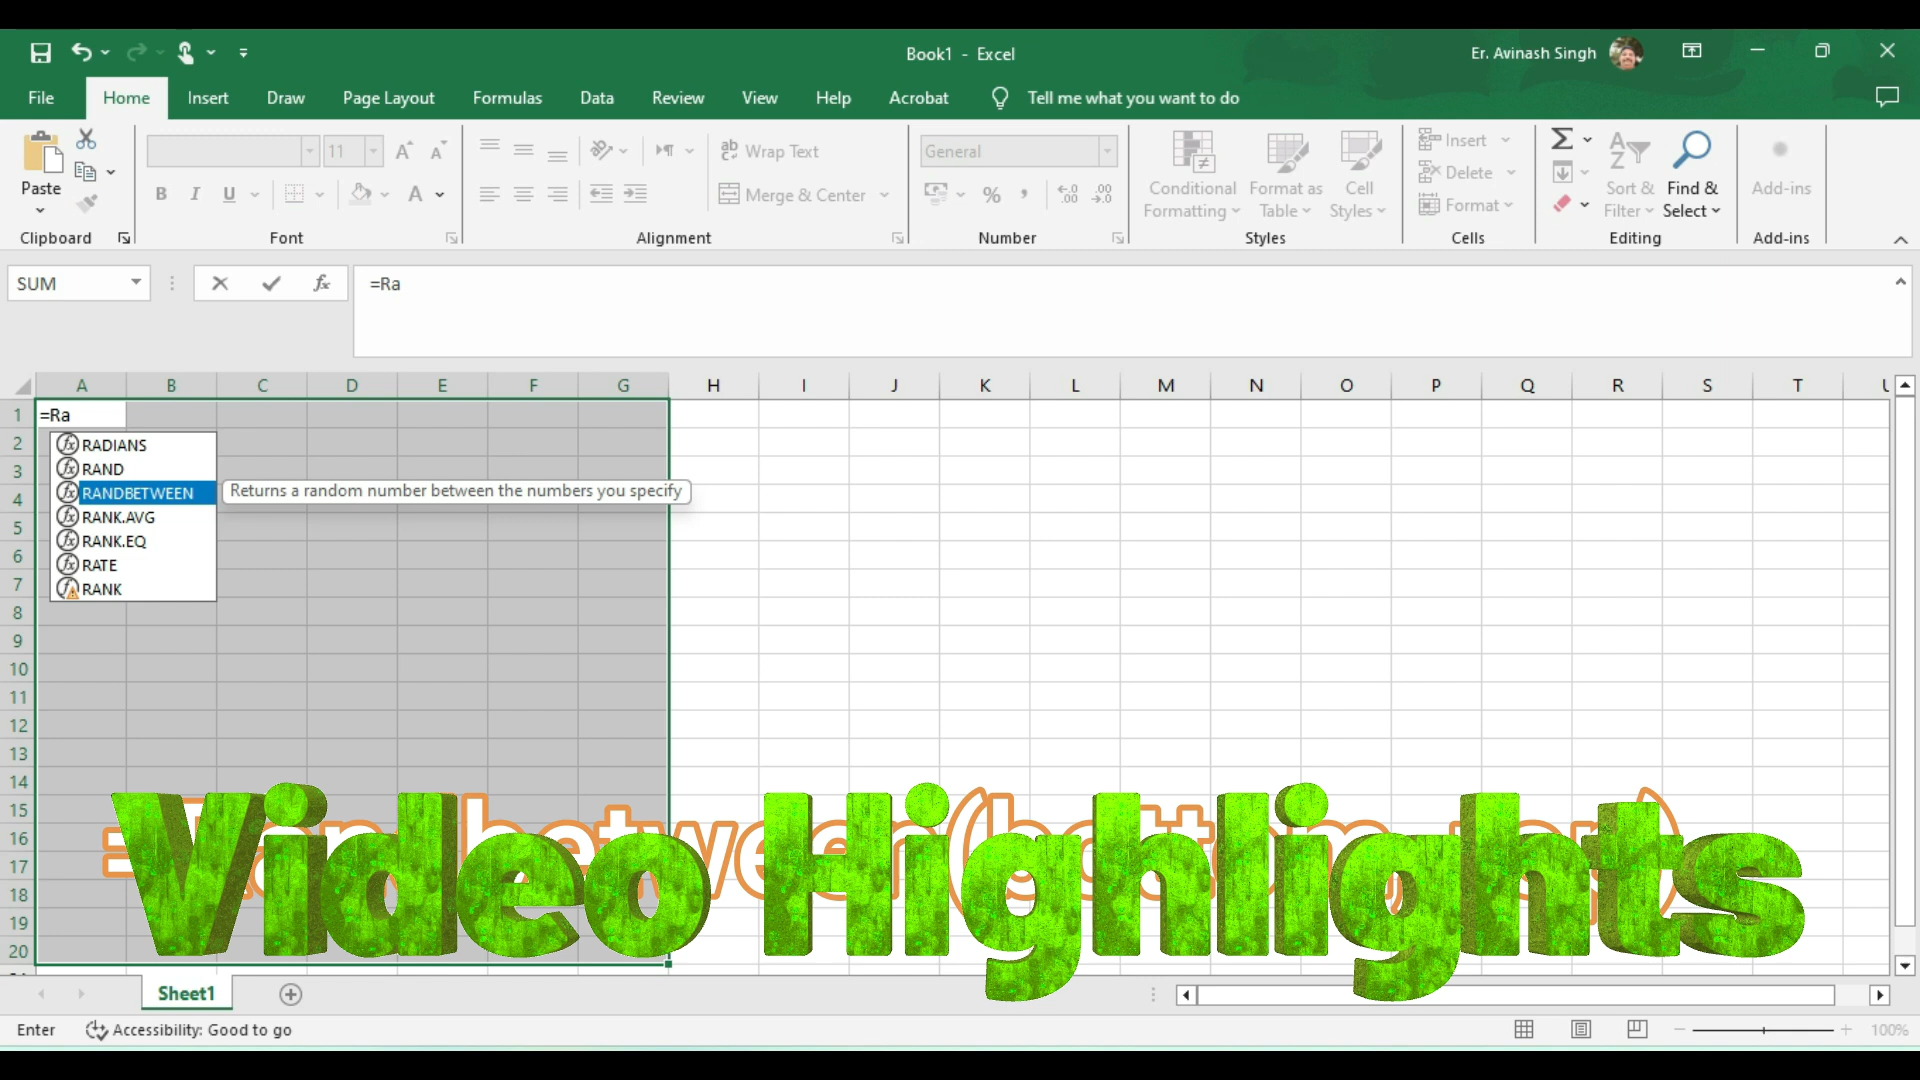 Book1 - Excel
Er. Avinash Singh
File Home Insert Draw Page Layout Formulas Data Review View Help Acrobat Tell me what you want to do
Paste
Clipboard
11
B I U
A
Font
ab Wrap Text
Merge & Center
Alignment
General
%
Number
Conditional Formatting
Format as Table
Cell Styles
Styles
Insert
Delete
Format
Cells
Sort & Filter
Find & Select
Editing
Add-ins
Add-ins
SUM
fx
=Ra
A B C D E F G H I J K L M N O P Q R S T
1 =Ra
2
3
4
5
6
7
8
9
10
11
12
13
14
15
16
17
18
19
20
RADIANS
RAND
RANDBETWEEN
Returns a random number between the numbers you specify
RANK.AVG
RANK.EQ
RATE
RANK
Video Highlights
Sheet1
Enter
Accessibility: Good to go
100%